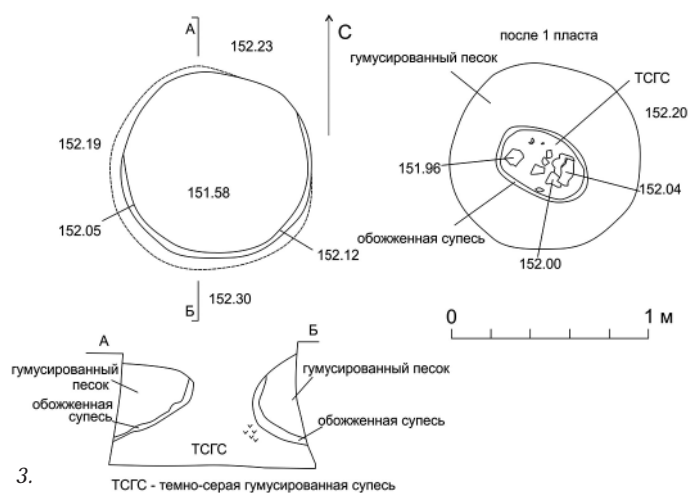 А
152.23
С
152.19
151.58
152.05
152.12
Б
152.30
после 1 пласта
гумусированный песок
ТСГС
152.20
151.96
152.04
обожженная супесь
152.00
0
1 м
А
Б
гумусированный
песок
обожженная
супесь
гумусированный песок
обожженная супесь
ТСГС
3.
ТСГС - темно-серая гумусированная супесь